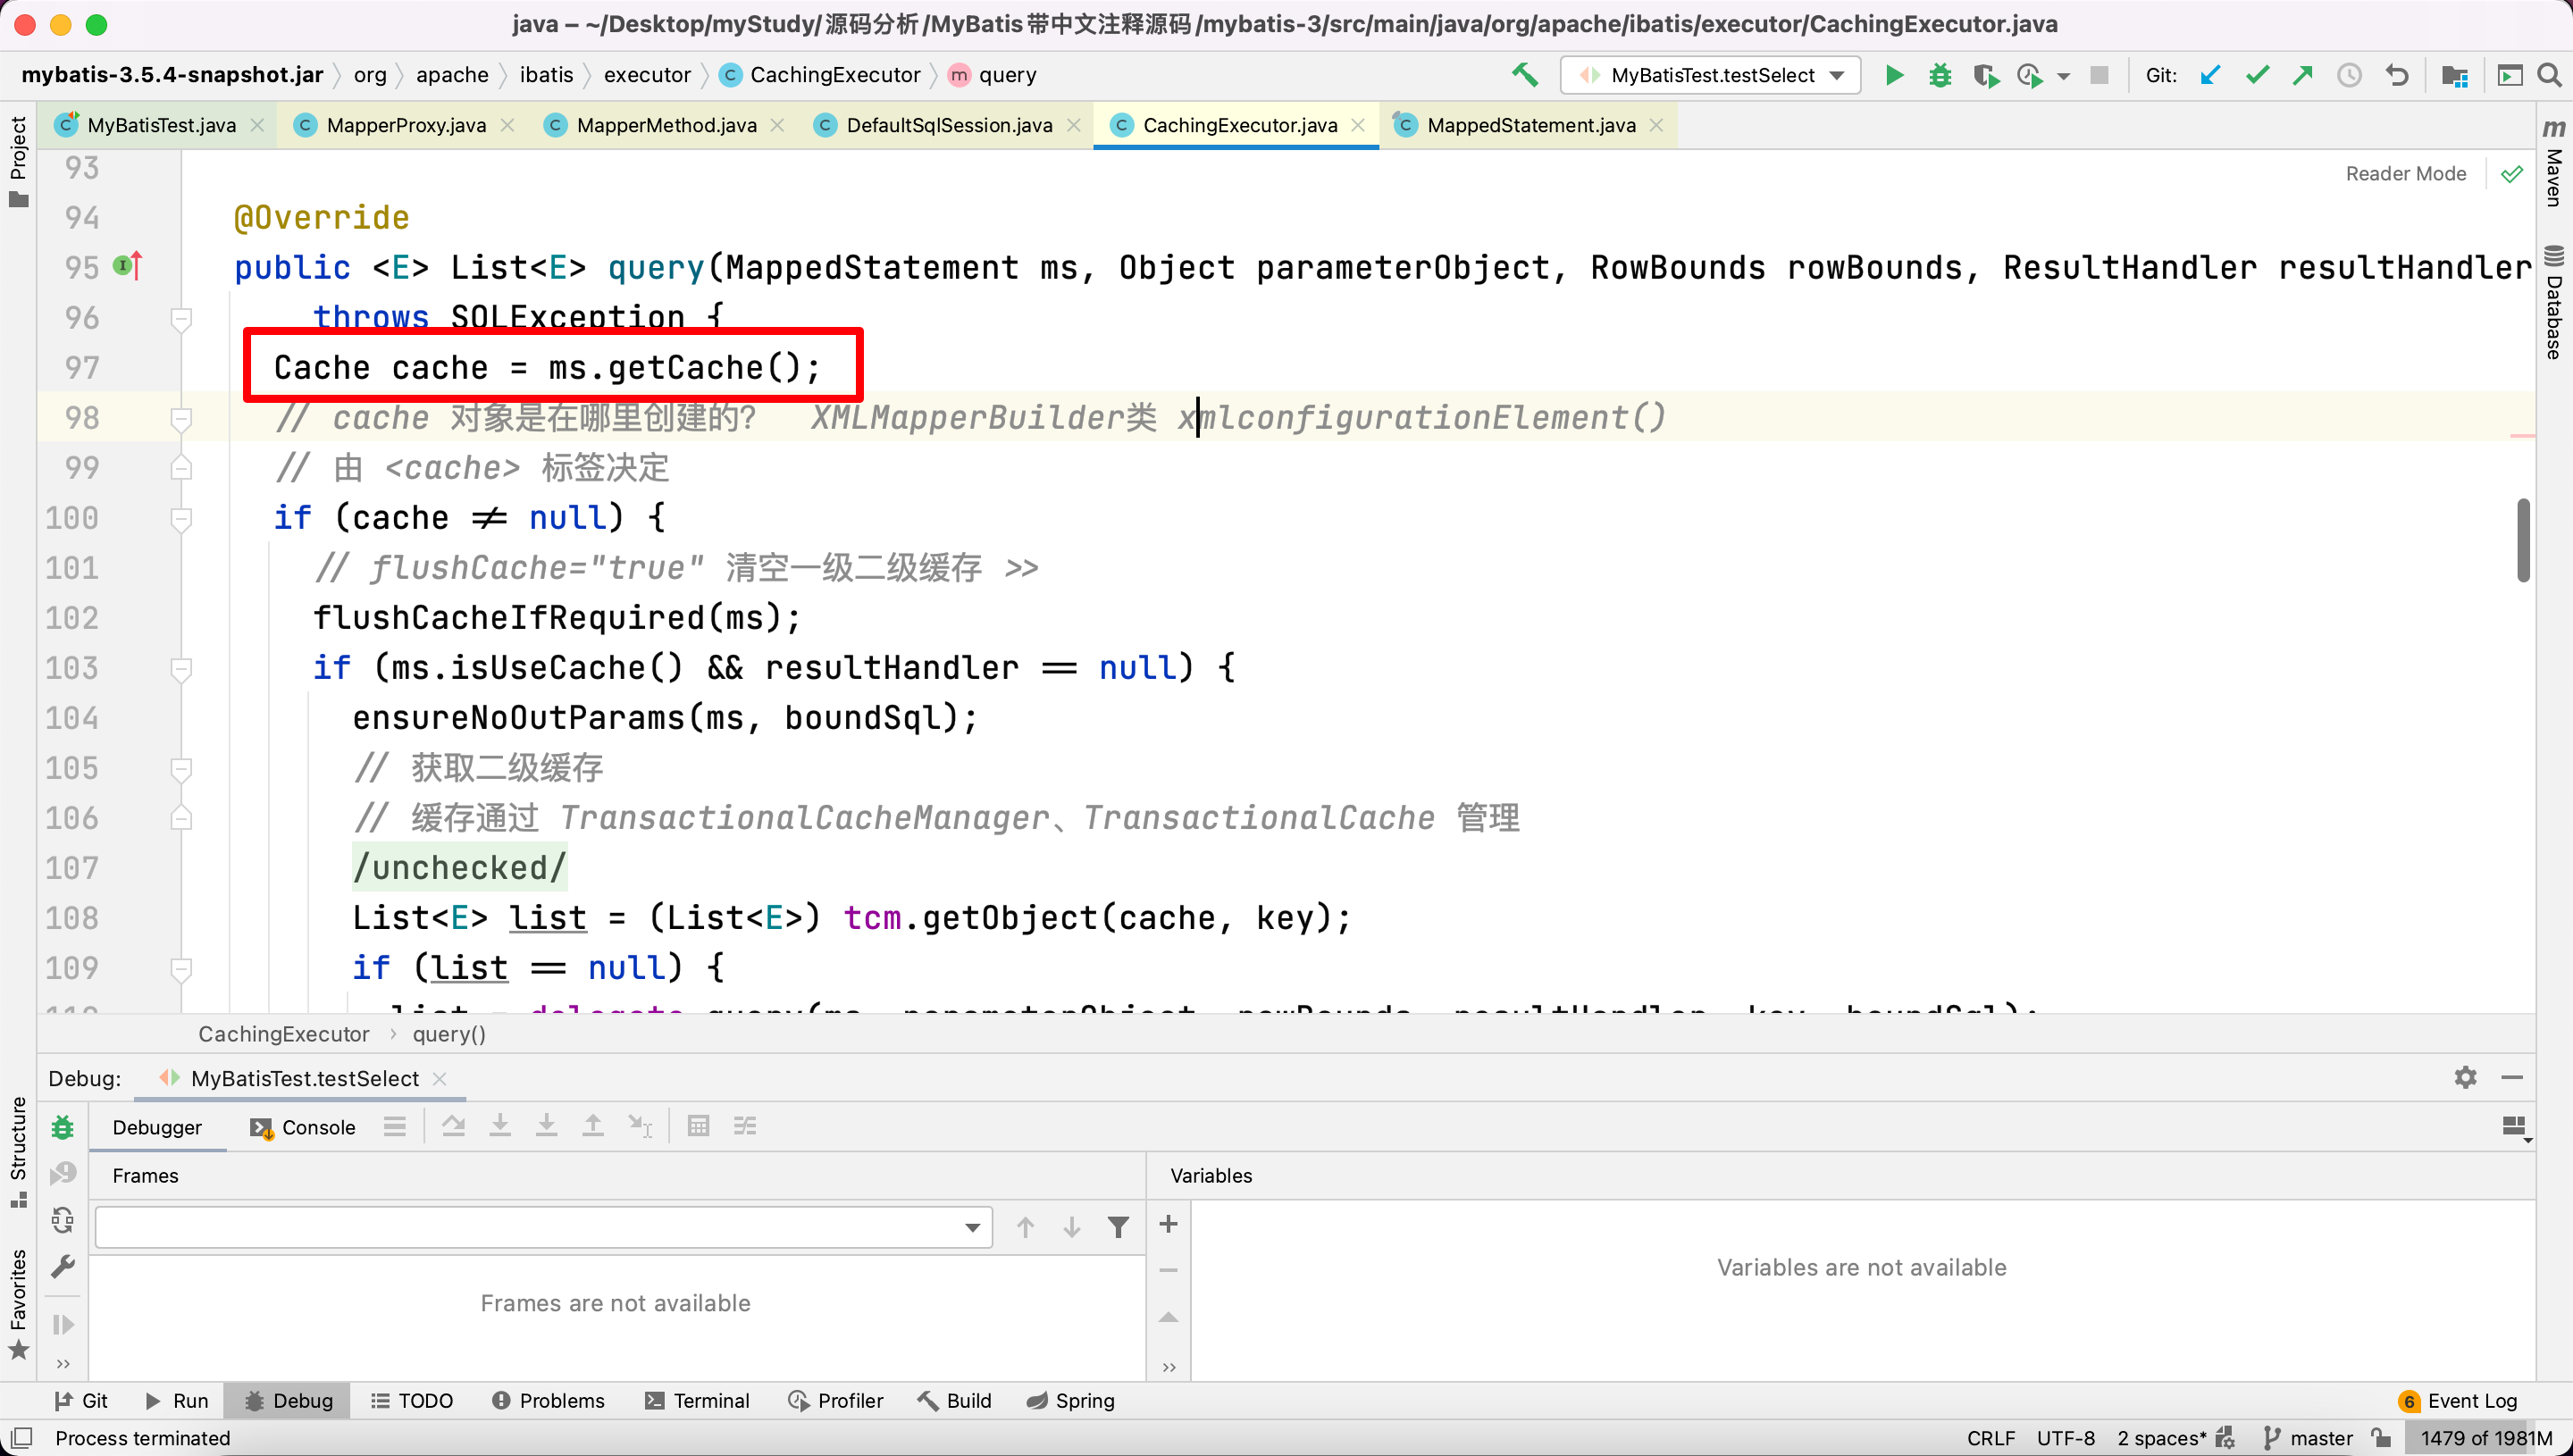 java – ~/Desktop/myStudy/源码分析/MyBatis带中文注释源码/mybatis-3/src/main/java/org/apache/ibatis/executor/CachingExecutor.java
mybatis-3.5.4-snapshot.jar org apache ibatis executor CachingExecutor query MyBatisTest.testSelect Git:
MyBatisTest.java MapperProxy.java MapperMethod.java DefaultSqlSession.java CachingExecutor.java MappedStatement.java
Project
Structure
Favorites
Maven
Database
Reader Mode
93
94 @Override
95 public <E> List<E> query(MappedStatement ms, Object parameterObject, RowBounds rowBounds, ResultHandler resultHandler
96 throws SQLException {
97 Cache cache = ms.getCache();
98 // cache 对象是在哪里创建的? XMLMapperBuilder类 xmlconfigurationElement()
99 // 由 <cache> 标签决定
100 if (cache ≠ null) {
101 // flushCache="true" 清空一级二级缓存 >>
102 flushCacheIfRequired(ms);
103 if (ms.isUseCache() && resultHandler == null) {
104 ensureNoOutParams(ms, boundSql);
105 // 获取二级缓存
106 // 缓存通过 TransactionalCacheManager、TransactionalCache 管理
107 /unchecked/
108 List<E> list = (List<E>) tcm.getObject(cache, key);
109 if (list == null) {
110 list = delegate.query(ms, parameterObject, rowBounds, resultHandler, key, boundSql);
CachingExecutor › query()
Debug: MyBatisTest.testSelect
Debugger Console
Frames Variables
Frames are not available
Variables are not available
Git Run Debug TODO Problems Terminal Profiler Build Spring 6 Event Log
Process terminated CRLF UTF-8 2 spaces* master 1479 of 1981M